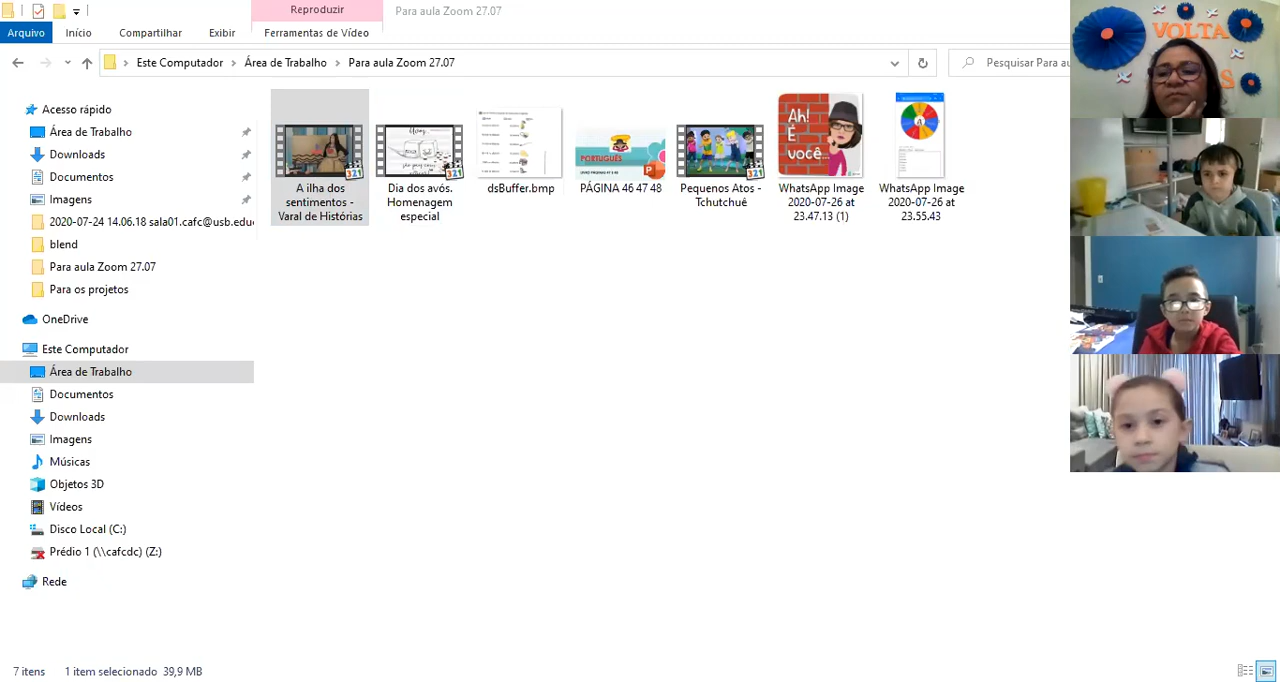 Reproduzir
Para aula Zoom 27.07
Arquivo
Início
Compartilhar
Exibir
Ferramentas de Vídeo
Este Computador
Área de Trabalho
Para aula Zoom 27.07
Pesquisar Para au
Acesso rápido
Área de Trabalho
Downloads
Documentos
Imagens
2020-07-24 14.06.18 sala01.cafc@usb.edu
blend
Para aula Zoom 27.07
Para os projetos
OneDrive
Este Computador
Área de Trabalho
Documentos
Downloads
Imagens
Músicas
Objetos 3D
Vídeos
Disco Local (C:)
Prédio 1 (\\cafcdc) (Z:)
Rede
321
A ilha dos
sentimentos -
Varal de Histórias
321
Dia dos avós.
Homenagem
especial
dsBuffer.bmp
PORTUGUÊS
P
PÁGINA 46 47 48
321
Pequenos Atos -
Tchutchuê
Ah!
É
você...
WhatsApp Image
2020-07-26 at
23.47.13 (1)
A
WhatsApp Image
2020-07-26 at
23.55.43
VOLTA
7 itens
1 item selecionado 39,9 MB